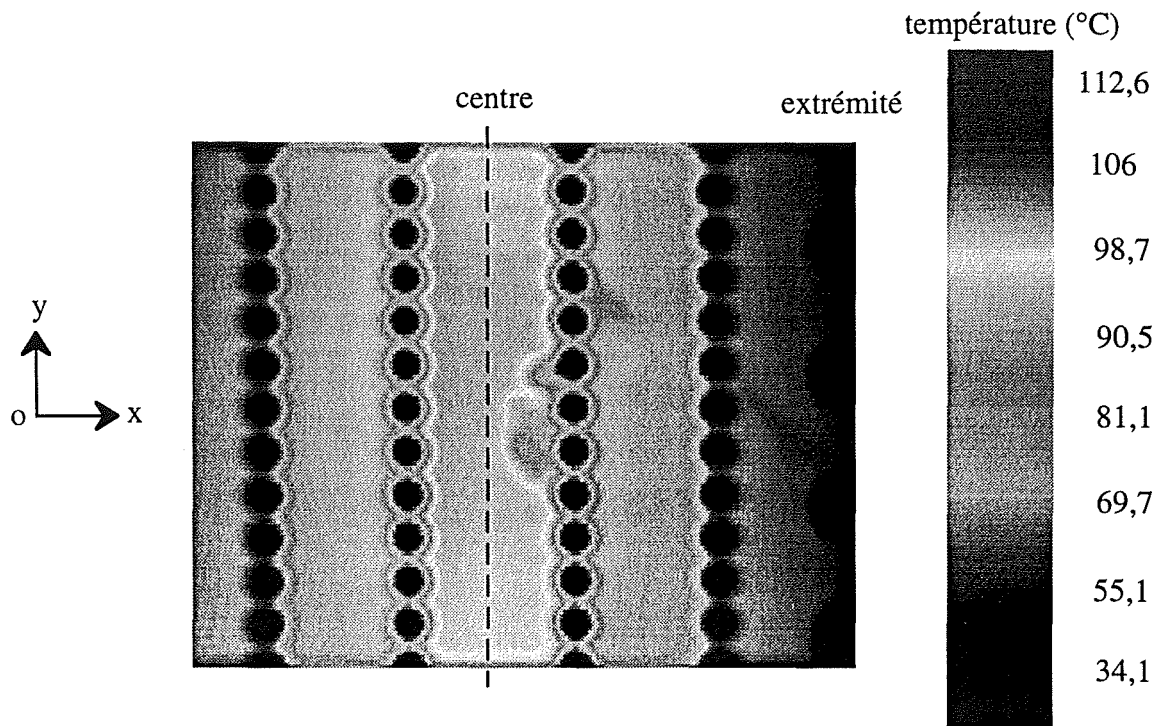 température (°C)
centre
extrémité
112,6
106
98,7
90,5
81,1
69,7
55,1
34,1
y
o
x